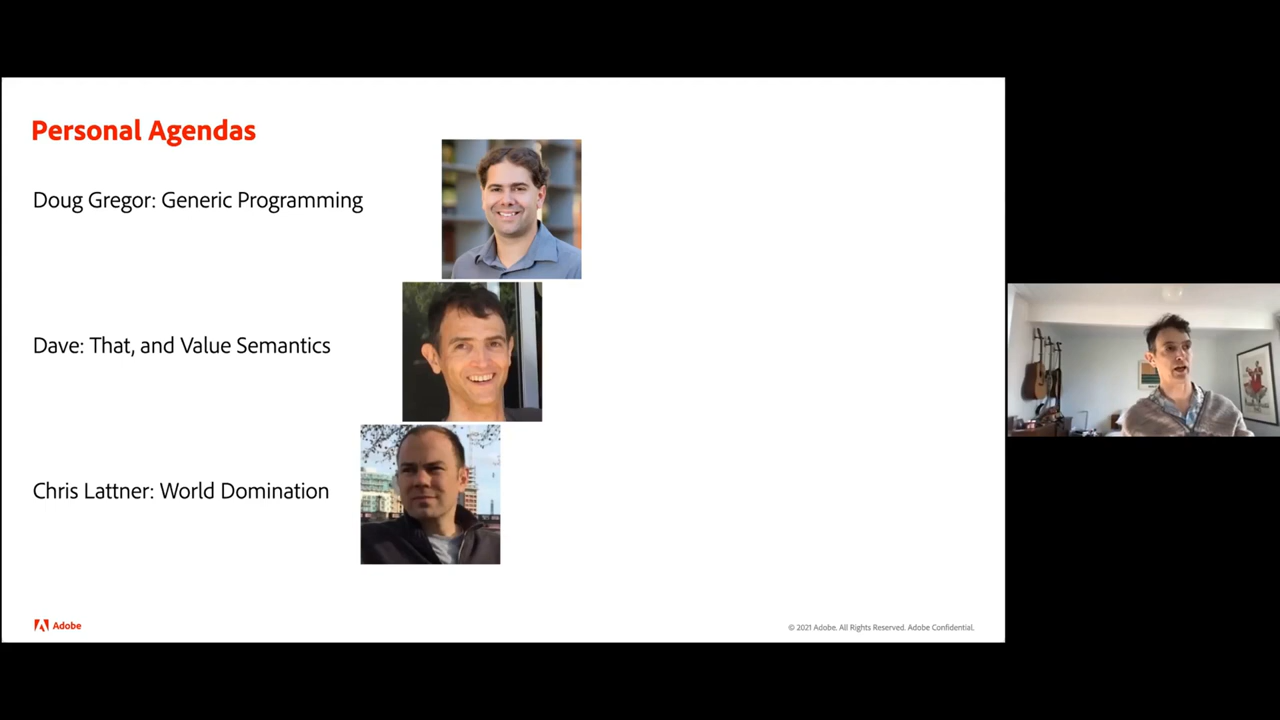 Personal Agendas
Doug Gregor: Generic Programming
Dave: That, and Value Semantics
Chris Lattner: World Domination
Adobe
© 2021 Adobe. All Rights Reserved. Adobe Confidential.